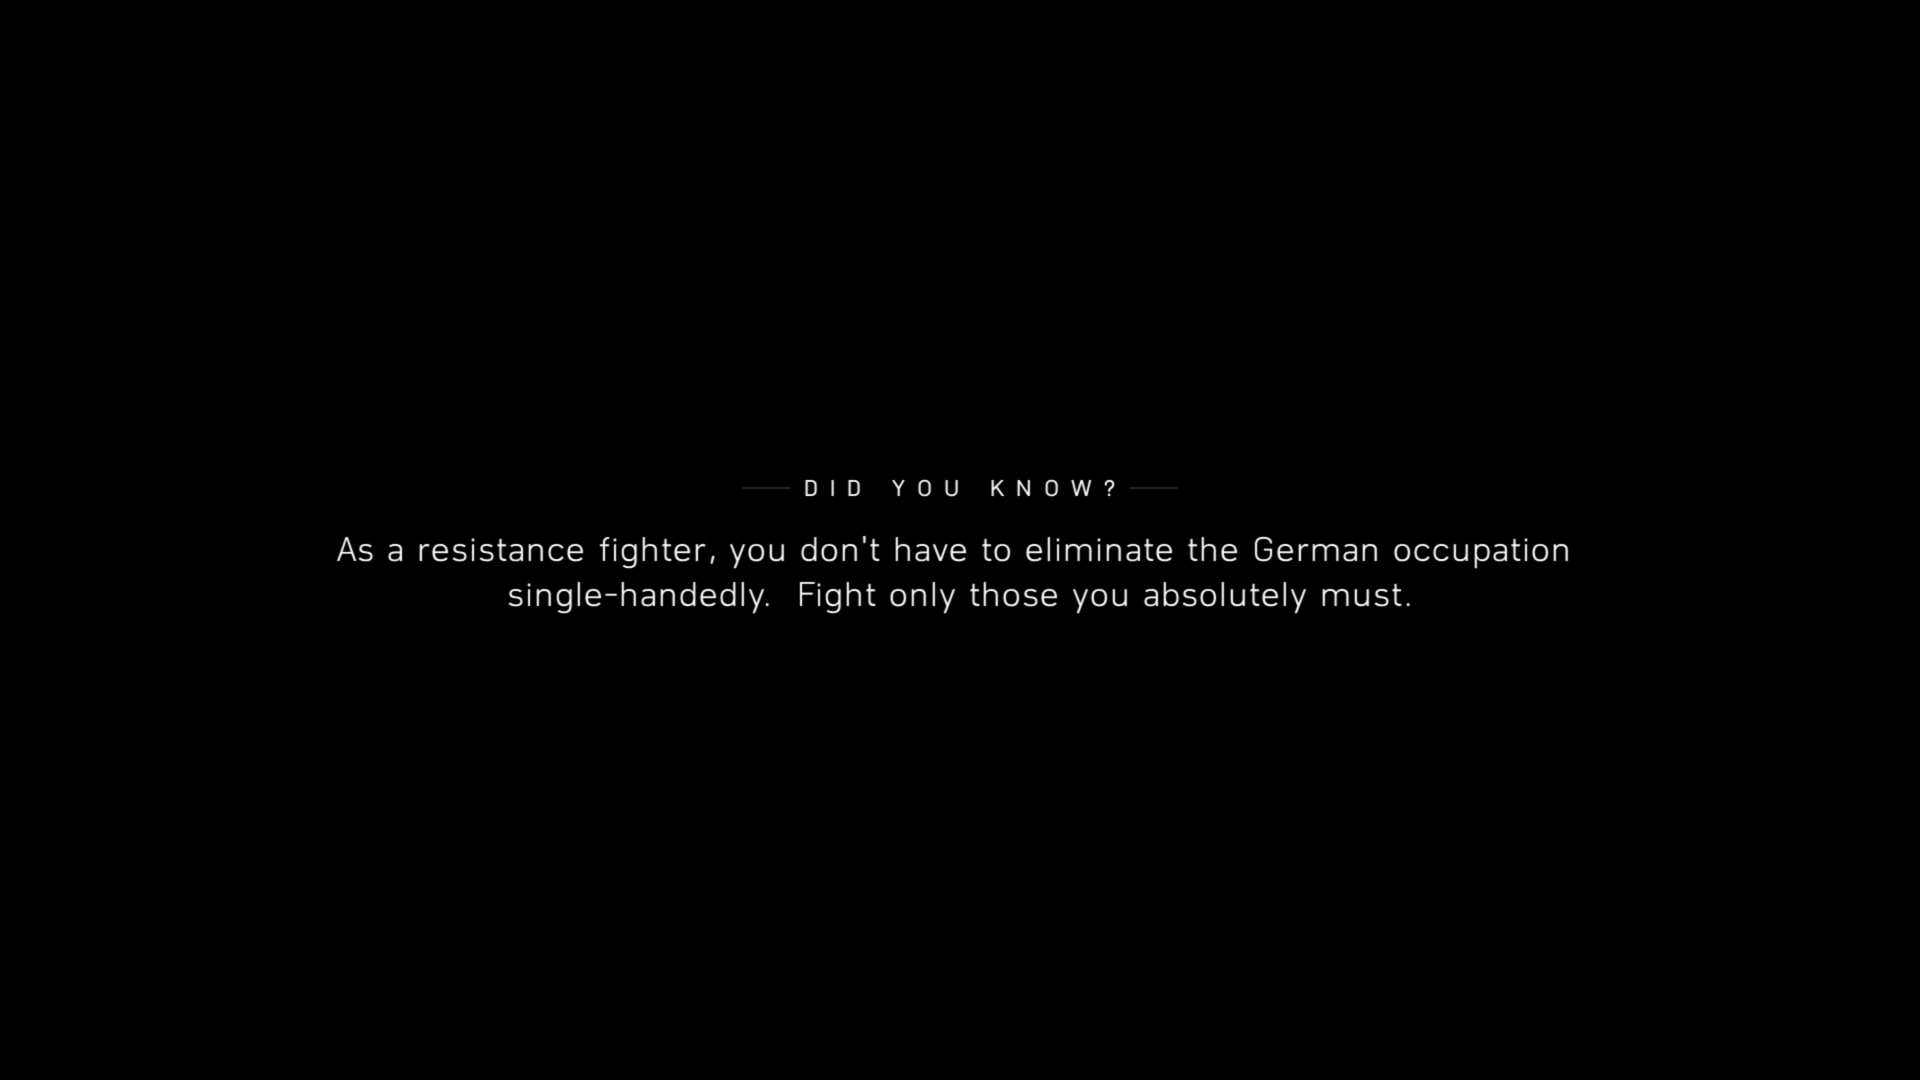 DID YOU KNOW?
As a resistance fighter, you don't have to eliminate the German occupation
single-handedly.  Fight only those you absolutely must.